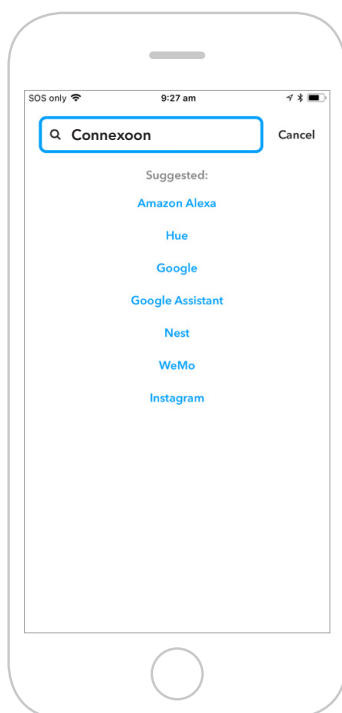 SOS only 9:27 am
Connexoon Cancel
Suggested:
Amazon Alexa
Hue
Google
Google Assistant
Nest
WeMo
Instagram